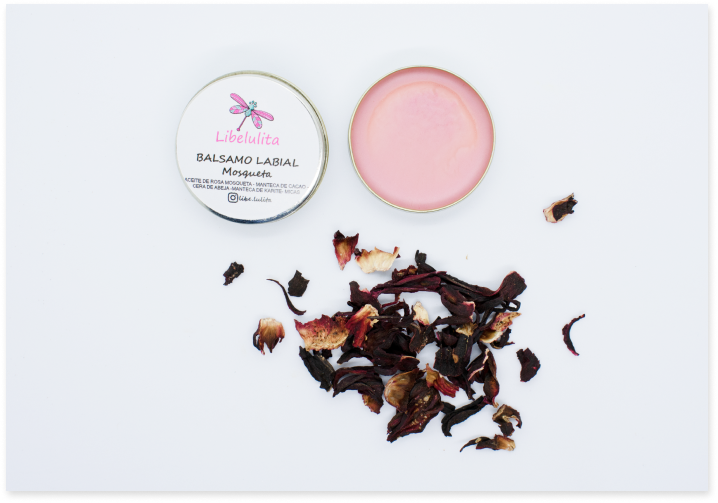 Libelulita
BALSAMO LABIAL
Mosqueta
ACEITE DE ROSA MOSQUETA - MANTECA DE CACAO -
CERA DE ABEJA -MANTECA DE KARITE- MICAS
libe.lulita